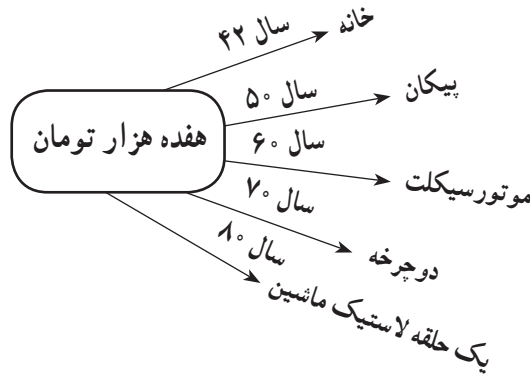 هفده هزار تومان
سال ۴۲
خانه
سال ۵۰
پیکان
سال ۶۰
موتورسیکلت
سال ۷۰
دوچرخه
سال ۸۰
یک حلقه لاستیک ماشین